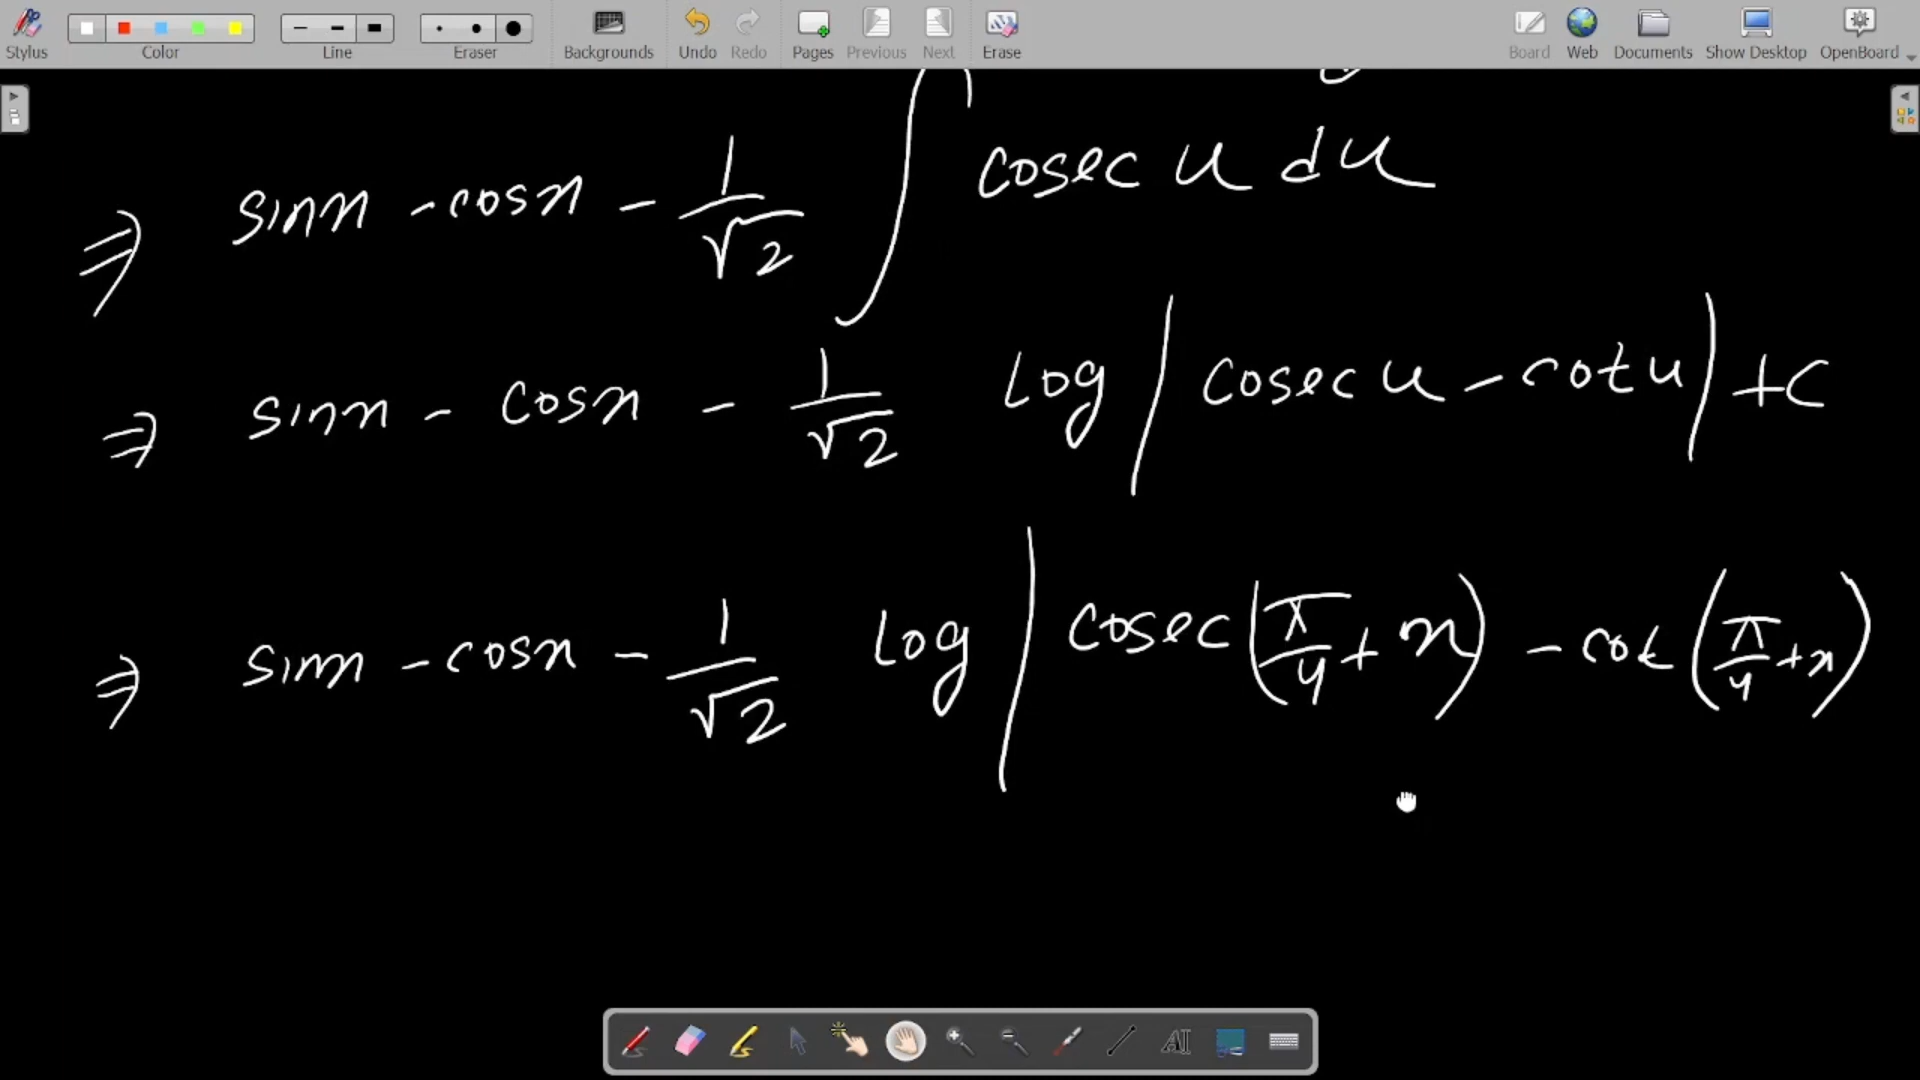 Stylus Color Line Eraser Backgrounds Undo Redo Pages Previous Next Erase Board Web Documents Show Desktop OpenBoard
⇒ sinx - cosx - 1/√2 ∫ cosec u du
⇒ sinx - cosx - 1/√2 log | cosec u - cot u | + c
⇒ sinx - cosx - 1/√2 log | cosec (π/4 + x) - cot (π/4 + x)